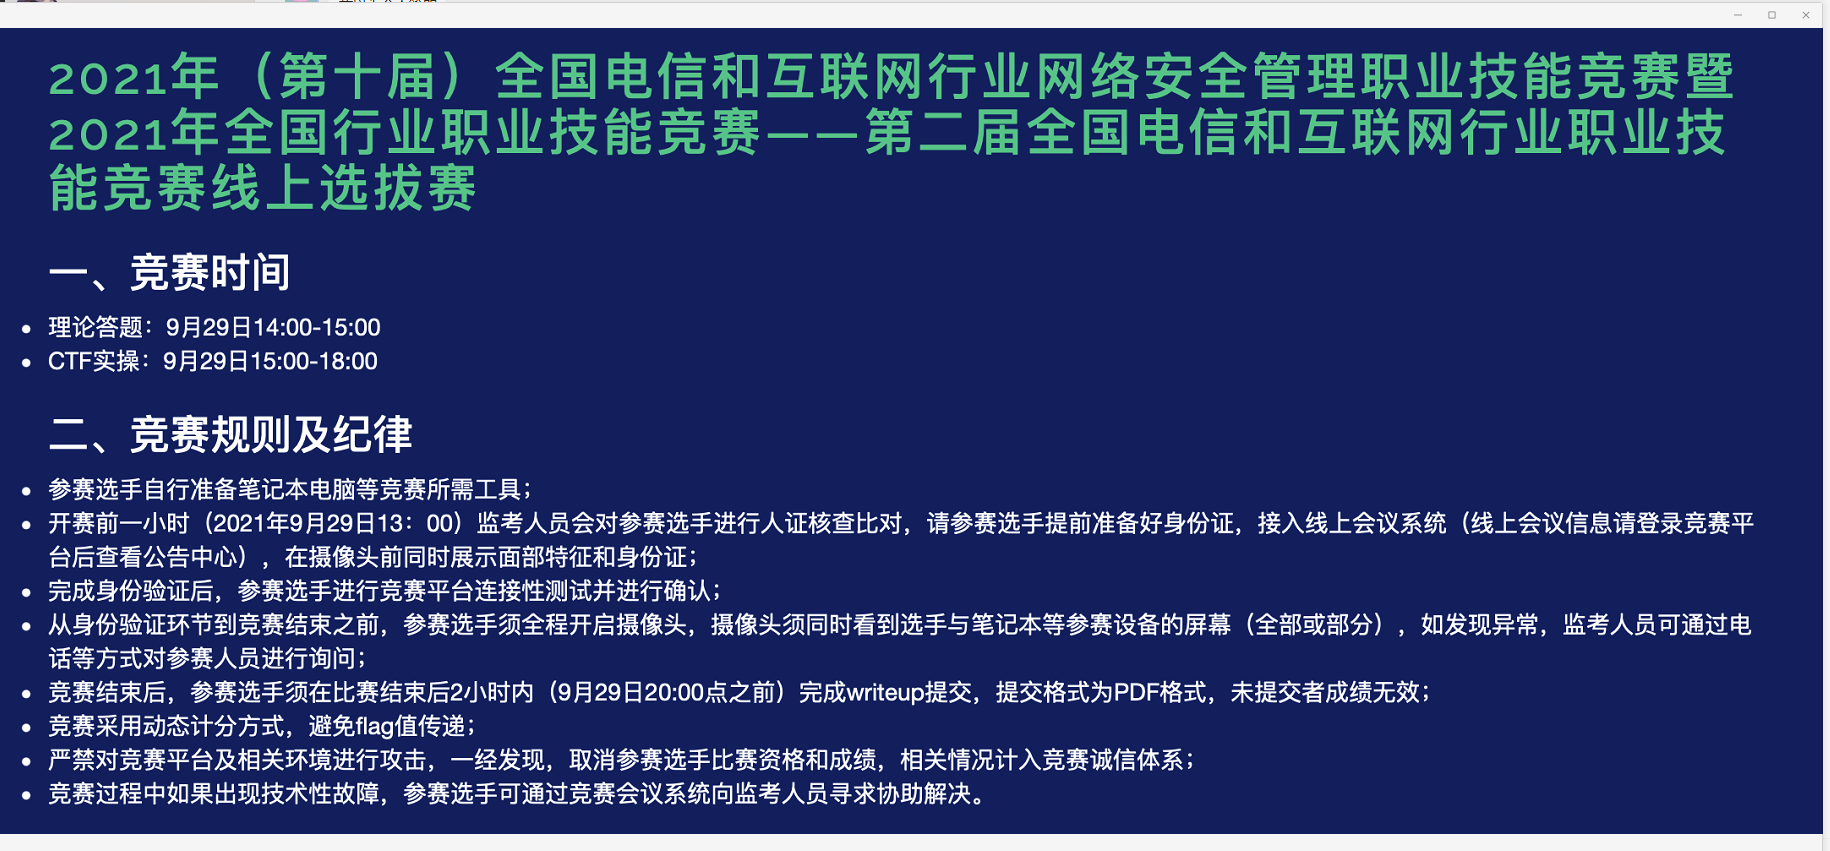 2021年（第十届）全国电信和互联网行业网络安全管理职业技能竞赛暨
2021年全国行业职业技能竞赛——第二届全国电信和互联网行业职业技
能竞赛线上选拔赛
一、竞赛时间
• 理论答题：9月29日14:00-15:00
• CTF实操：9月29日15:00-18:00
二、竞赛规则及纪律
• 参赛选手自行准备笔记本电脑等竞赛所需工具；
• 开赛前一小时（2021年9月29日13：00）监考人员会对参赛选手进行人证核查比对，请参赛选手提前准备好身份证，接入线上会议系统（线上会议信息请登录竞赛平
台后查看公告中心），在摄像头前同时展示面部特征和身份证；
• 完成身份验证后，参赛选手进行竞赛平台连接性测试并进行确认；
• 从身份验证环节到竞赛结束之前，参赛选手须全程开启摄像头，摄像头须同时看到选手与笔记本等参赛设备的屏幕（全部或部分），如发现异常，监考人员可通过电
话等方式对参赛人员进行询问；
• 竞赛结束后，参赛选手须在比赛结束后2小时内（9月29日20:00点之前）完成writeup提交，提交格式为PDF格式，未提交者成绩无效；
• 竞赛采用动态计分方式，避免flag值传递；
• 严禁对竞赛平台及相关环境进行攻击，一经发现，取消参赛选手比赛资格和成绩，相关情况计入竞赛诚信体系；
• 竞赛过程中如果出现技术性故障，参赛选手可通过竞赛会议系统向监考人员寻求协助解决。